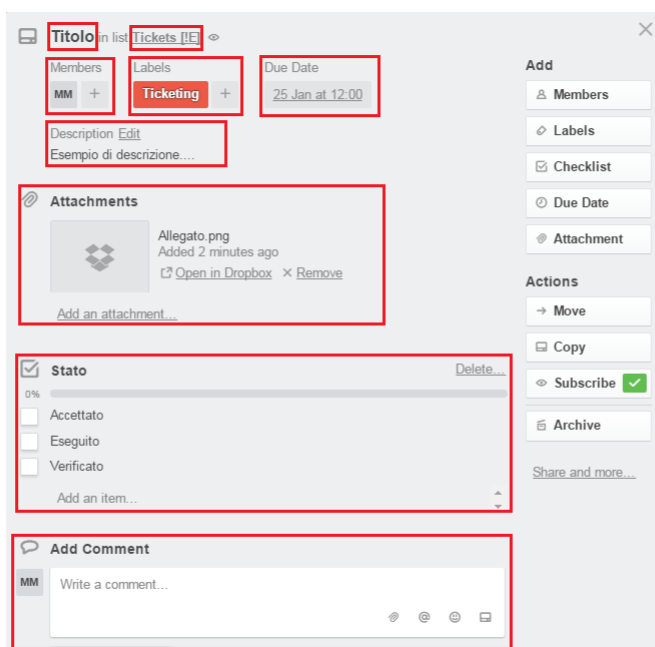 Titolo in list Tickets [!E]
Members Labels Due Date
MM + Ticketing + 25 Jan at 12:00
Description Edit
Esempio di descrizione....
Attachments
Allegato.png
Added 2 minutes ago
Open in Dropbox Remove
Add an attachment...
Stato Delete...
0%
Accettato
Eseguito
Verificato
Add an item...
Add Comment
MM Write a comment...
@
Add
Members
Labels
Checklist
Due Date
Attachment
Actions
Move
Copy
Subscribe
Archive
Share and more...